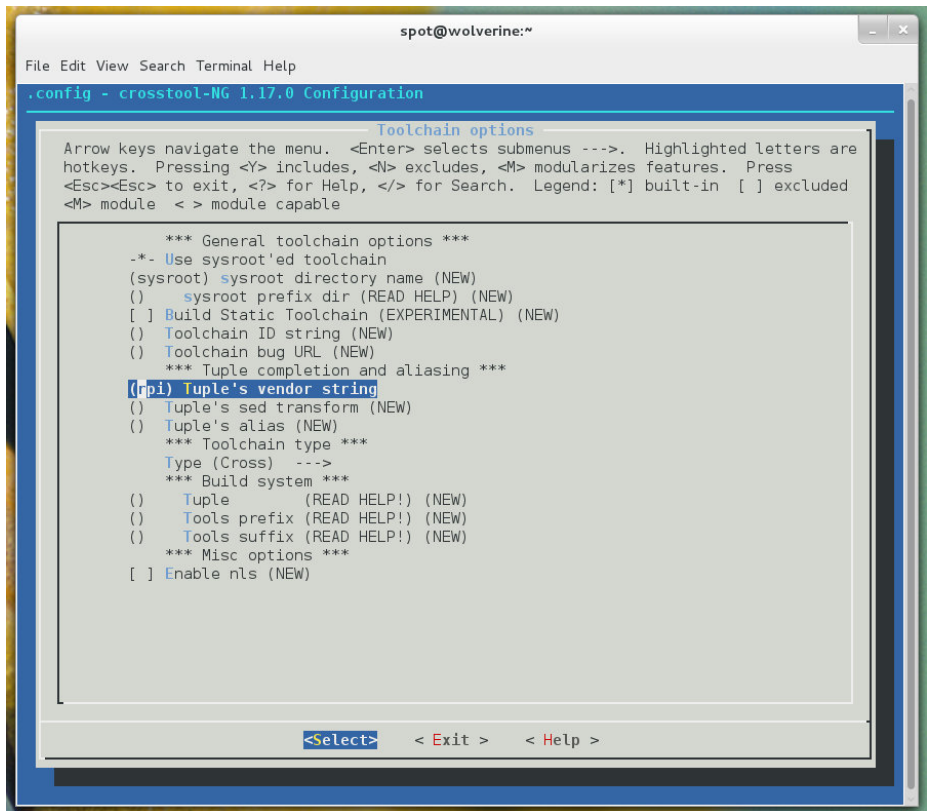 spot@wolverine:~
File Edit View Search Terminal Help
.config - crosstool-NG 1.17.0 Configuration
Toolchain options
Arrow keys navigate the menu.  <Enter> selects submenus --->.  Highlighted letters are
hotkeys.  Pressing <Y> includes, <N> excludes, <M> modularizes features.  Press
<Esc><Esc> to exit, <?> for Help, </> for Search.  Legend: [*] built-in  [ ] excluded
<M> module  < > module capable
*** General toolchain options ***
-*- Use sysroot'ed toolchain
(sysroot) sysroot directory name (NEW)
()    sysroot prefix dir (READ HELP) (NEW)
[ ] Build Static Toolchain (EXPERIMENTAL) (NEW)
()  Toolchain ID string (NEW)
()  Toolchain bug URL (NEW)
*** Tuple completion and aliasing ***
(rpi) Tuple's vendor string
()  Tuple's sed transform (NEW)
()  Tuple's alias (NEW)
*** Toolchain type ***
Type (Cross)  --->
*** Build system ***
()    Tuple        (READ HELP!) (NEW)
()    Tools prefix (READ HELP!) (NEW)
()    Tools suffix (READ HELP!) (NEW)
*** Misc options ***
[ ] Enable nls (NEW)
<Select>    < Exit >    < Help >